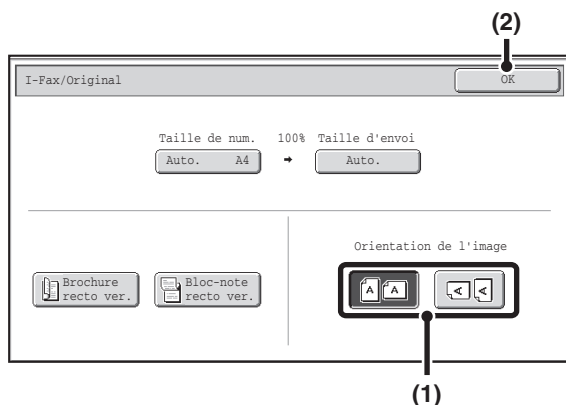 (2)
I-Fax/Original
OK
Taille de num. 100% Taille d'envoi
Auto. A4 → Auto.
Orientation de l'image
Brochure
recto ver.
Bloc-note
recto ver.
A A A A
(1)